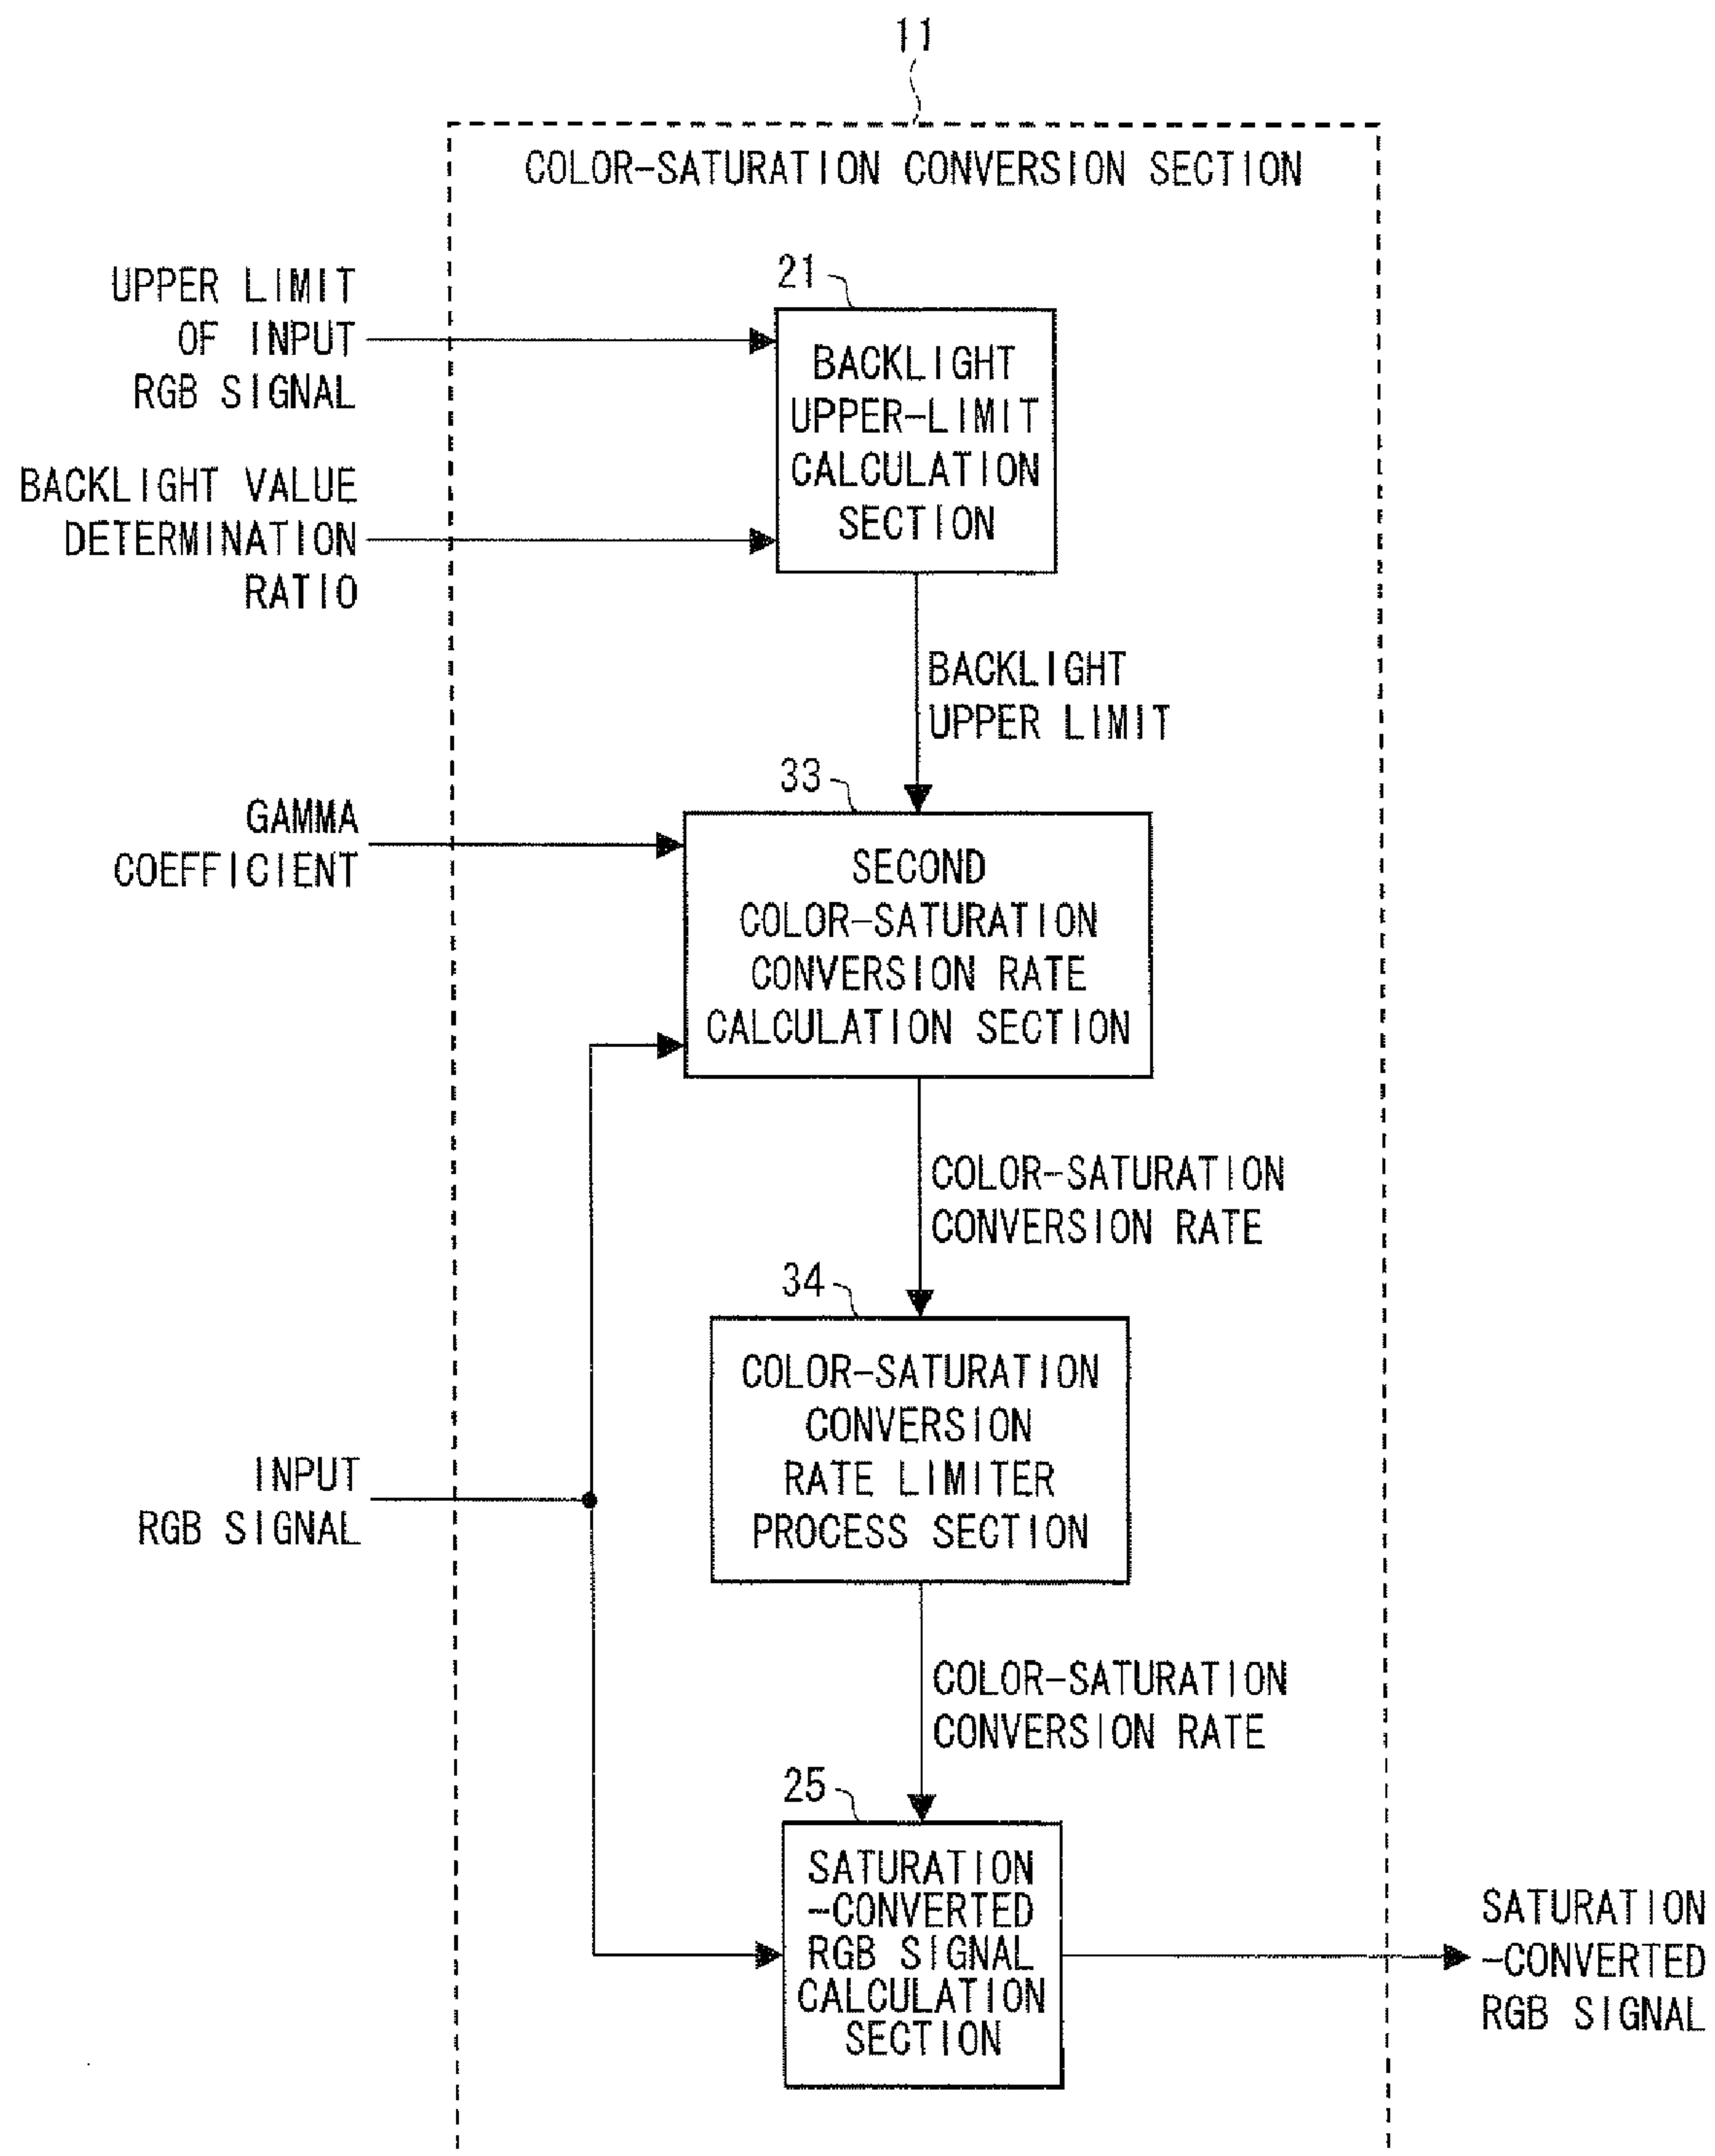 11
COLOR-SATURATION CONVERSION SECTION
UPPER LIMIT
OF INPUT
RGB SIGNAL
21
BACKLIGHT
UPPER-LIMIT
CALCULATION
SECTION
BACKLIGHT VALUE
DETERMINATION
RATIO
BACKLIGHT
UPPER LIMIT
GAMMA
COEFFICIENT
33
SECOND
COLOR-SATURATION
CONVERSION RATE
CALCULATION SECTION
COLOR-SATURATION
CONVERSION RATE
34
COLOR-SATURATION
CONVERSION
RATE LIMITER
PROCESS SECTION
INPUT
RGB SIGNAL
COLOR-SATURATION
CONVERSION RATE
25
SATURATION
-CONVERTED
RGB SIGNAL
CALCULATION
SECTION
SATURATION
-CONVERTED
RGB SIGNAL